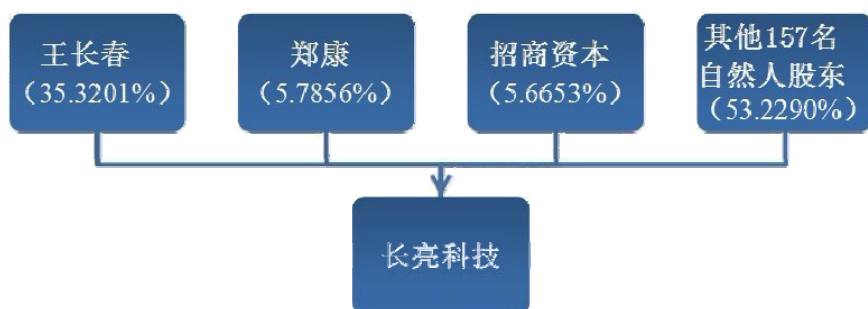 王长春
（35.3201%）
郑康
（5.7856%）
招商资本
（5.6653%）
其他157名
自然人股东
（53.2290%）
长亮科技